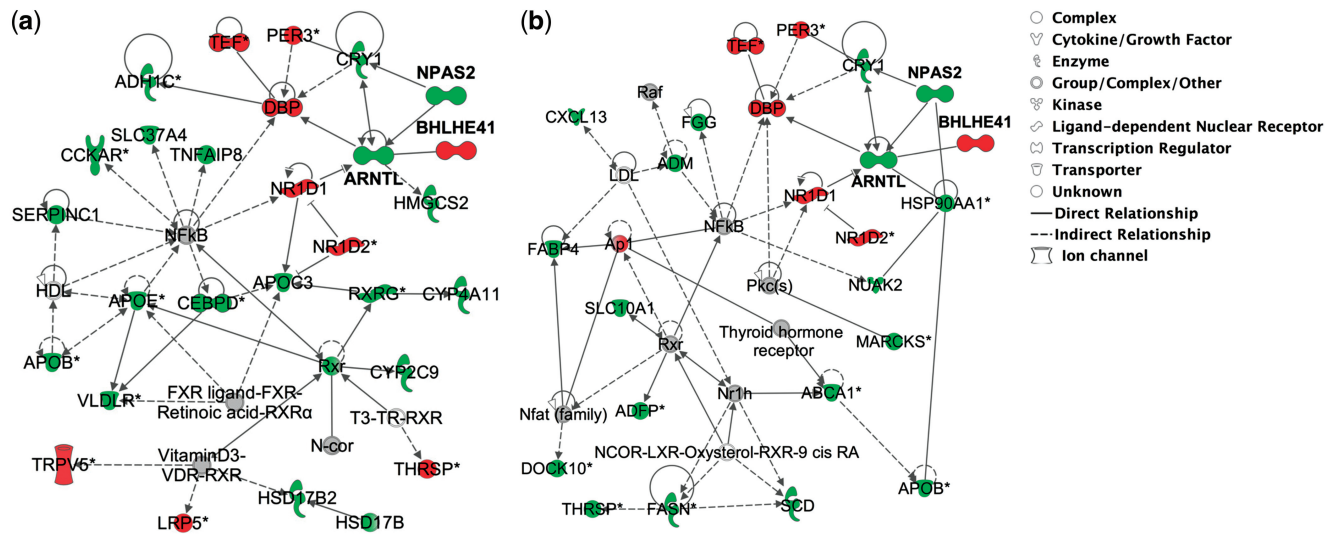 (a)
TEF*
PER3*
CRY1
ADH1C*
NPAS2
DBP
BHLHE41
SLC37A4
CCKAR*
TNFAIP8
ARNTL
NR1D1
HMGCS2
SERPINC1
NFkB
NR1D2*
HDL
APOC3
APOE*
CEBPD*
RXRG*
CYP4A11
APOB*
Rxr
CYP2C9
VLDLR*
FXR ligand-FXR-
Retinoic acid-RXRα
T3-TR-RXR
N-cor
TRPV5*
VitaminD3-
VDR-RXR
THRSP*
HSD17B2
LRP5*
HSD17B
(b)
TEF*
PER3*
CRY1
NPAS2
Raf
DBP
CXCL13
FGG
BHLHE41
ADM
ARNTL
LDL
NR1D1
HSP90AA1*
NFkB
NR1D2*
FABP4
Ap1
Pkc(s)
NUAK2
SLC10A1
Thyroid hormone
receptor
MARCKS*
Rxr
Nr1h
ABCA1*
Nfat (family)
ADFP*
NCOR-LXR-Oxysterol-RXR-9 cis RA
DOCK10*
APOB*
THRSP*
FASN*
SCD
Complex
Cytokine/Growth Factor
Enzyme
Group/Complex/Other
Kinase
Ligand-dependent Nuclear Receptor
Transcription Regulator
Transporter
Unknown
Direct Relationship
Indirect Relationship
Ion channel